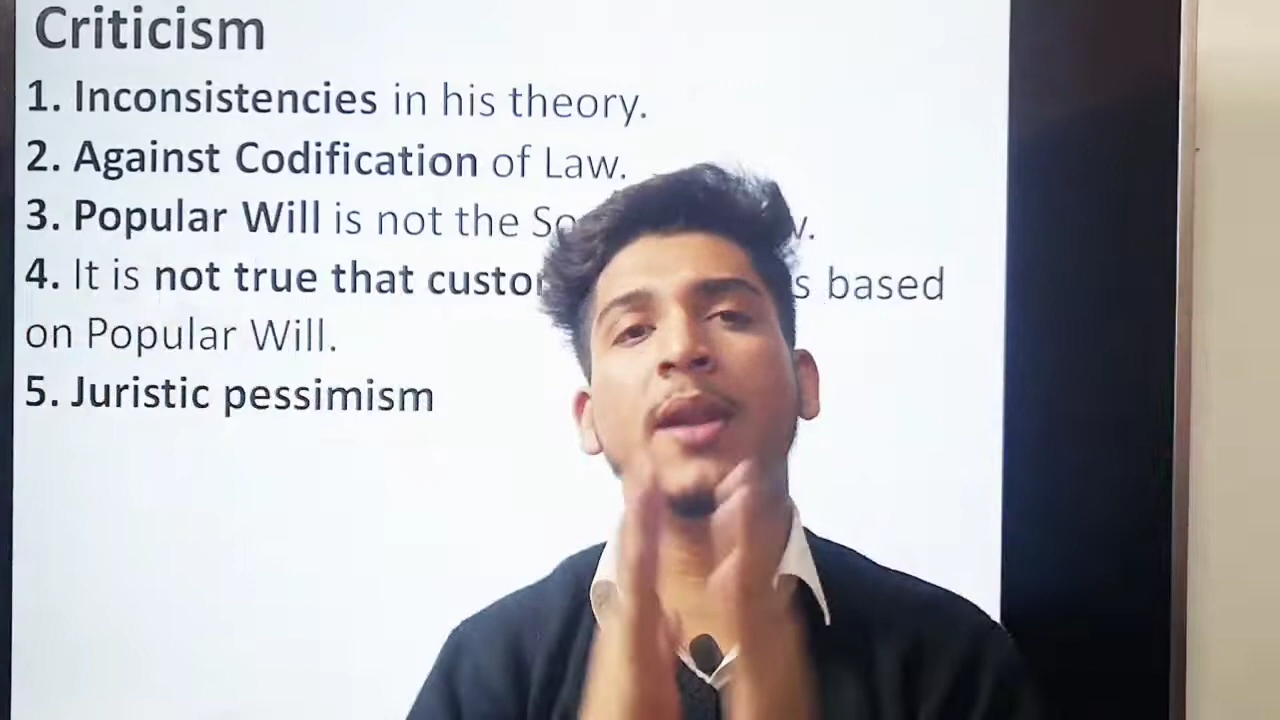 Criticism
1. Inconsistencies in his theory.
2. Against Codification of Law.
3. Popular Will is not the
4. It is not true that based
on Popular Will.
5. Juristic pessimism